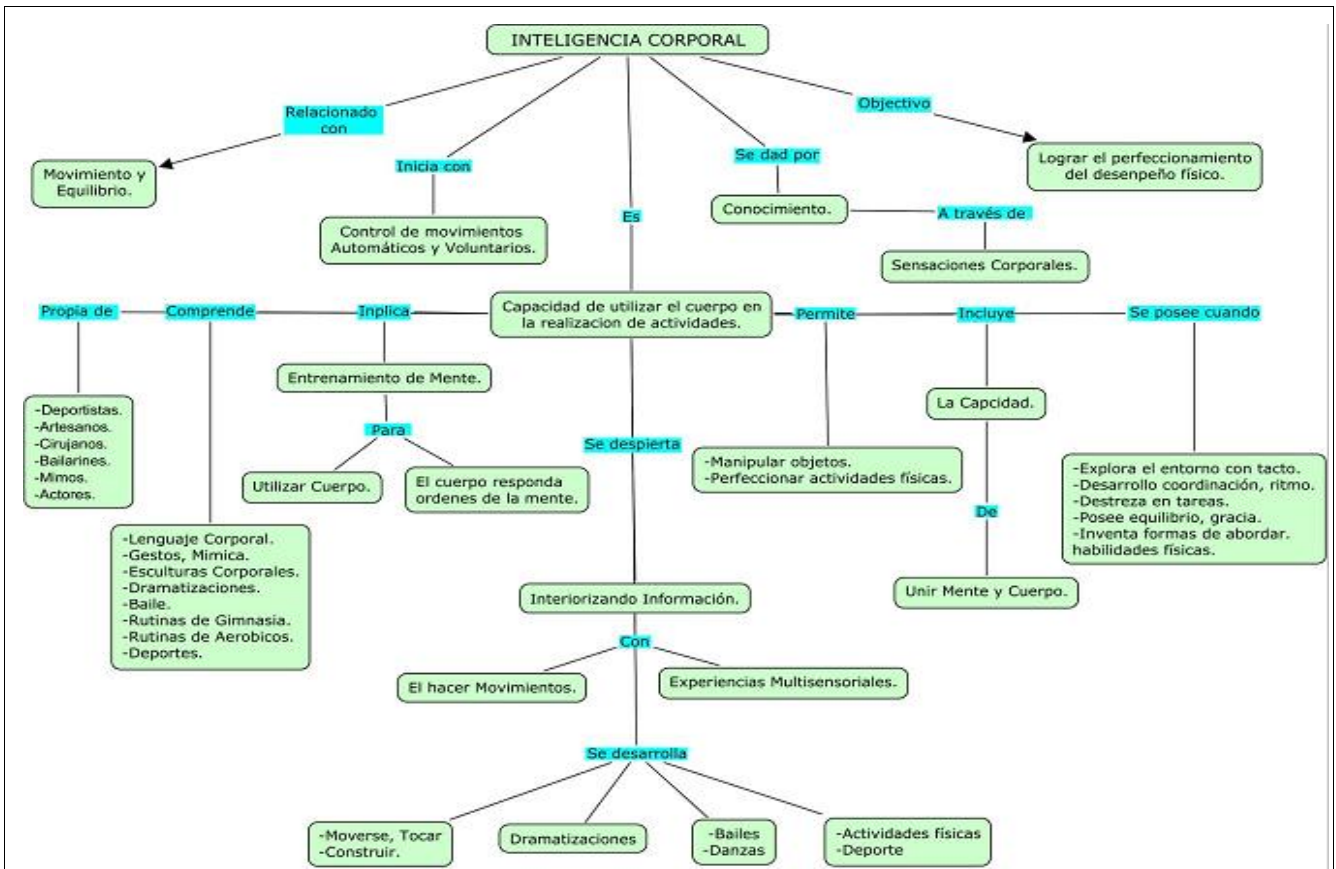 INTELIGENCIA CORPORAL
Relacionado
con
Objectivo
Inicia con
Se dad por
Es
Movimiento y
Equilibrio.
Control de movimientos
Automáticos y Voluntarios.
Conocimiento.
A través de
Sensaciones Corporales.
Lograr el perfeccionamiento
del desenpeño físico.
Propia de
Comprende
Inplica
Capacidad de utilizar el cuerpo en
la realizacion de actividades.
Permite
Incluye
Se posee cuando
-Deportistas.
-Artesanos.
-Cirujanos.
-Bailarines.
-Mimos.
-Actores.
-Lenguaje Corporal.
-Gestos, Mimica.
-Esculturas Corporales.
-Dramatizaciones.
-Baile.
-Rutinas de Gimnasia.
-Rutinas de Aerobicos.
-Deportes.
Entrenamiento de Mente.
Para
Utilizar Cuerpo.
El cuerpo responda
ordenes de la mente.
Se despierta
-Manipular objetos.
-Perfeccionar actividades físicas.
La Capcidad.
De
Unir Mente y Cuerpo.
-Explora el entorno con tacto.
-Desarrollo coordinación, ritmo.
-Destreza en tareas.
-Posee equilibrio, gracia.
-Inventa formas de abordar.
habilidades físicas.
Interiorizando Información.
Con
El hacer Movimientos.
Experiencias Multisensoriales.
Se desarrolla
-Moverse, Tocar
-Construir.
Dramatizaciones
-Bailes
-Danzas
-Actividades físicas
-Deporte